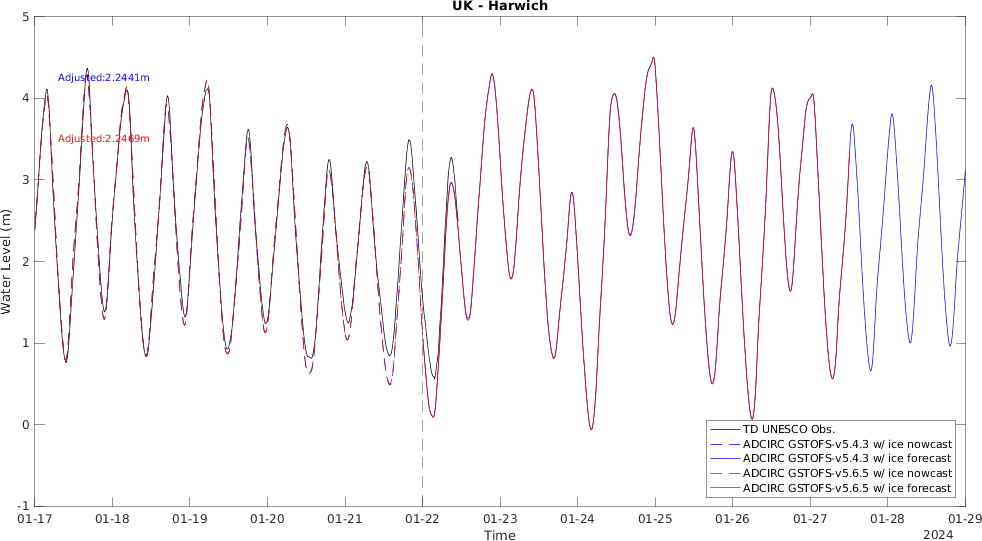 UK - Harwich
5
4
3
2
1
0
-1
Water Level (m)
Adjusted:2.2441m
Adjusted:2.2469m
TD UNESCO Obs.
ADCIRC GSTOFS-v5.4.3 w/ ice nowcast
ADCIRC GSTOFS-v5.4.3 w/ ice forecast
ADCIRC GSTOFS-v5.6.5 w/ ice nowcast
ADCIRC GSTOFS-v5.6.5 w/ ice forecast
01-17 01-18 01-19 01-20 01-21 01-22 01-23 01-24 01-25 01-26 01-27 01-28 01-29
Time
2024